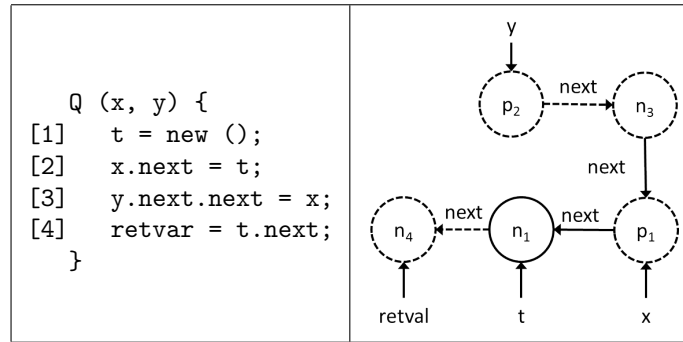 Q (x, y) {
[1] t = new ();
[2] x.next = t;
[3] y.next.next = x;
[4] retvar = t.next;
}
y
next
p2
n3
next
next
next
n4
n1
p1
retval
t
x